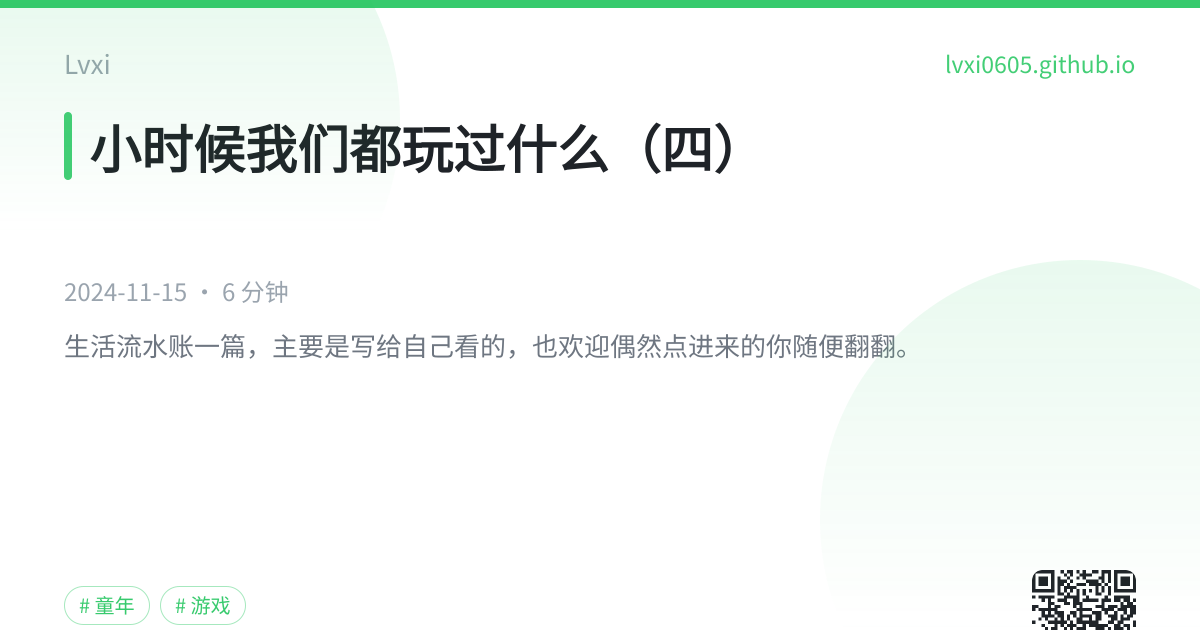 Lvxi
lvxi0605.github.io
小时候我们都玩过什么（四）
2024-11-15 · 6 分钟
生活流水账一篇，主要是写给自己看的，也欢迎偶然点进来的你随便翻翻。
# 童年
# 游戏